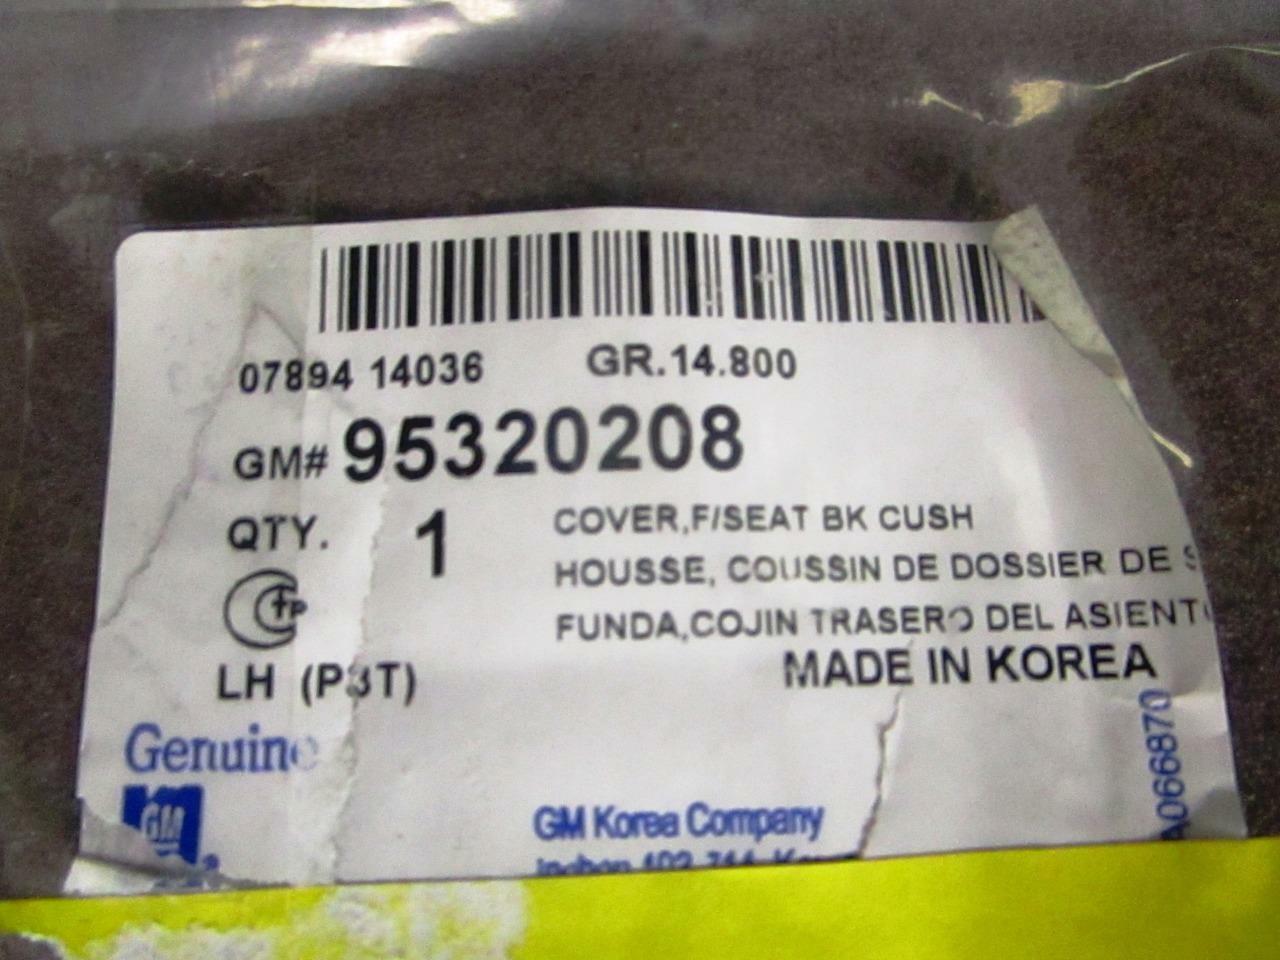 07894 14036 GR.14.800
GM# 95320208
QTY. 1 COVER,F/SEAT BK CUSH
HOUSSE, COUSSIN DE DOSSIER DE S
FUNDA,COJIN TRASERO DEL ASIENTO
LH (P3T) MADE IN KOREA
Genuine
GM
GM Korea Company
A066870